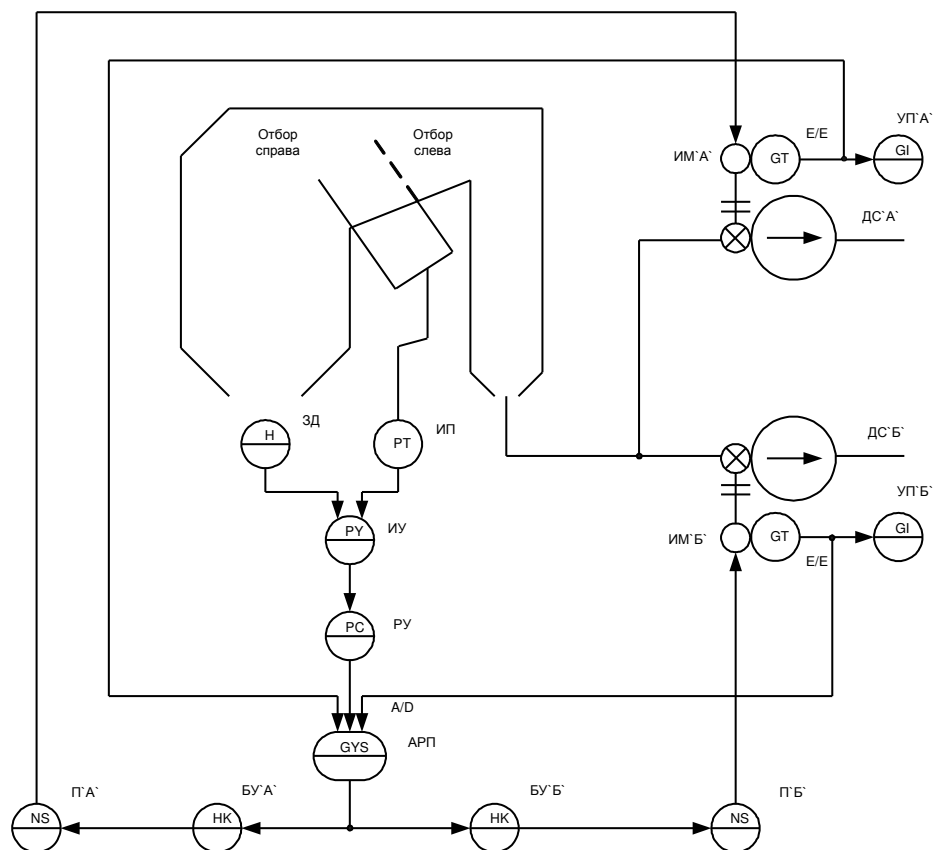 УП`А`
E/E
Отбор
справа
Отбор
слева
ИМ`А`
GT
GI
ДС`А`
ЗД
ИП
H
PT
ДС`Б`
УП`Б`
PY
ИУ
ИМ`Б`
GT
GI
E/E
PC
РУ
A/D
GYS
АРП
П`А`
БУ`А`
БУ`Б`
П`Б`
NS
HK
HK
NS